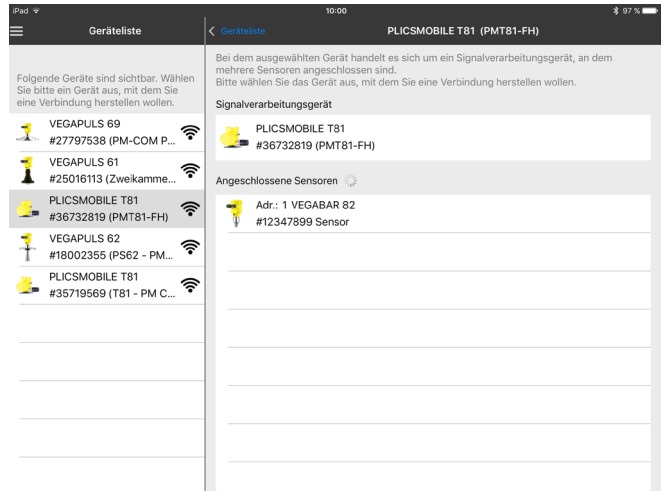 iPad 10:00 97 %
Geräteliste
Folgende Geräte sind sichtbar. Wählen
Sie bitte ein Gerät aus, mit dem Sie
eine Verbindung herstellen wollen.
VEGAPULS 69
#27797538 (PM-COM P...
VEGAPULS 61
#25016113 (Zweikamme...
PLICSMOBILE T81
#36732819 (PMT81-FH)
VEGAPULS 62
#18002355 (PS62 - PM...
PLICSMOBILE T81
#35719569 (T81 - PM C...
Geräteliste PLICSMOBILE T81 (PMT81-FH)
Bei dem ausgewählten Gerät handelt es sich um ein Signalverarbeitungsgerät, an dem
mehrere Sensoren angeschlossen sind.
Bitte wählen Sie das Gerät aus, mit dem Sie eine Verbindung herstellen wollen.
Signalverarbeitungsgerät
PLICSMOBILE T81
#36732819 (PMT81-FH)
Angeschlossene Sensoren
Adr.: 1 VEGABAR 82
#12347899 Sensor